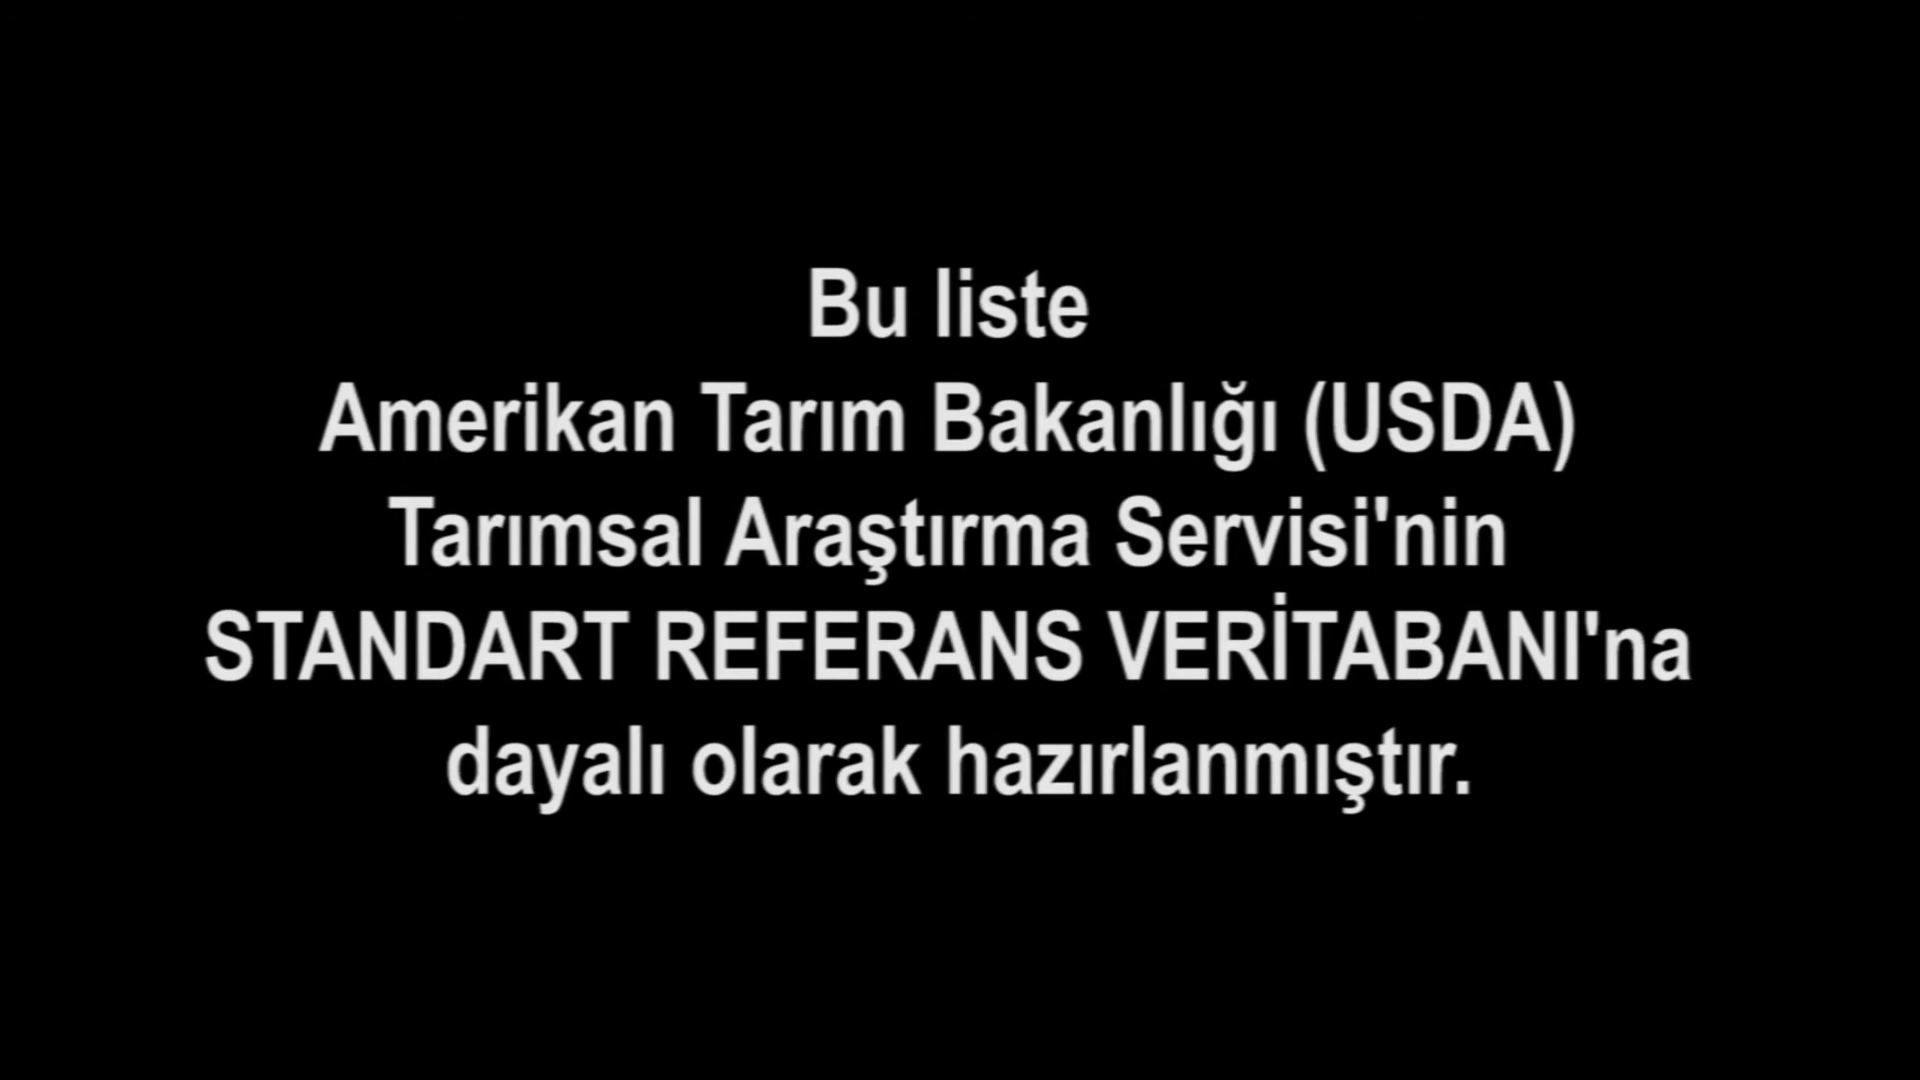 Bu liste
Amerikan Tarım Bakanlığı (USDA)
Tarımsal Araştırma Servisi'nin
STANDART REFERANS VERİTABANI'na
dayalı olarak hazırlanmıştır.